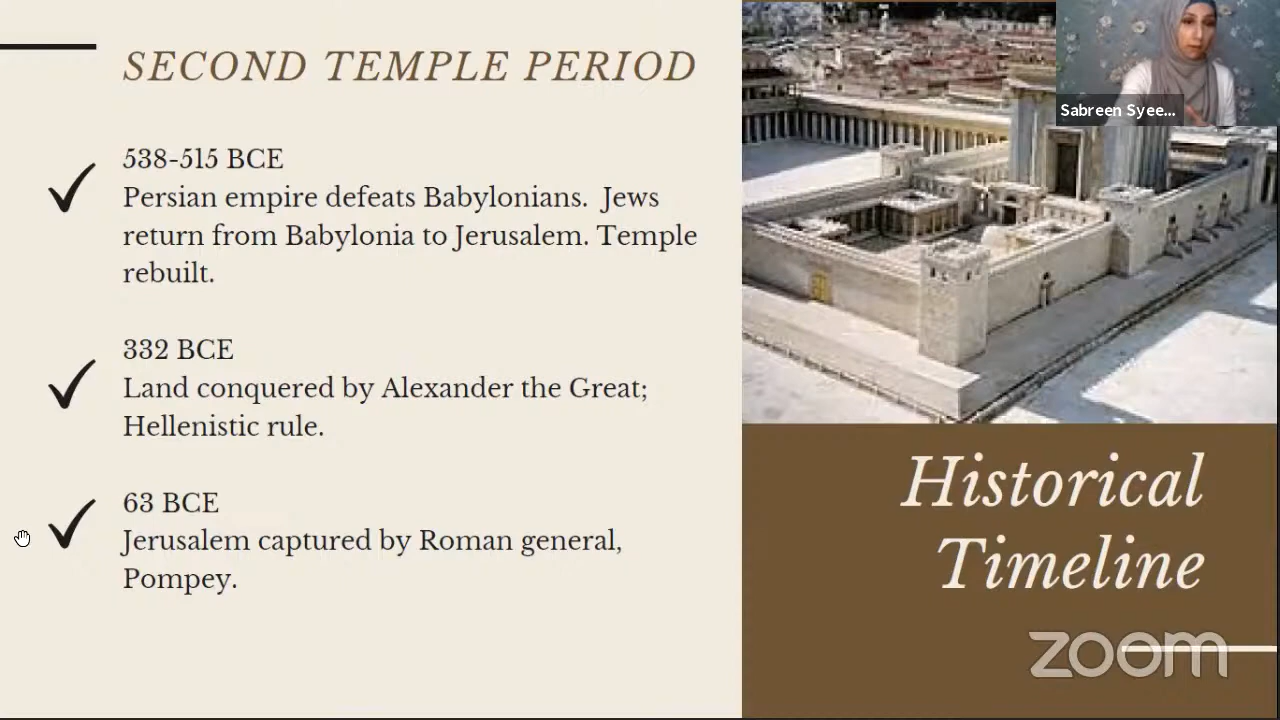 SECOND TEMPLE PERIOD
538-515 BCE
Persian empire defeats Babylonians.  Jews
return from Babylonia to Jerusalem. Temple
rebuilt.
332 BCE
Land conquered by Alexander the Great;
Hellenistic rule.
63 BCE
Jerusalem captured by Roman general,
Pompey.
Sabreen Syee...
Historical
Timeline
zoom